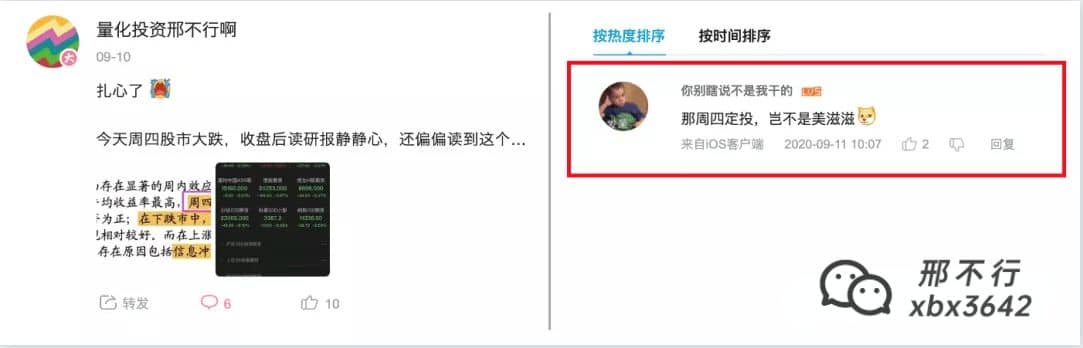 量化投资邢不行啊
09-10
扎心了
今天周四股市大跌，收盘后读研报静静心，还偏偏读到这个…
存在显著的周内效应
均收益率最高，周四
为正；在下跌市中，
相对较好，而在上涨
存在原因包括信息冲
转发
6
10
按热度排序 按时间排序
你别瞎说不是我干的
那周四定投，岂不是美滋滋
来自iOS客户端 2020-09-11 10:07 2 回复
邢不行
xbx3642